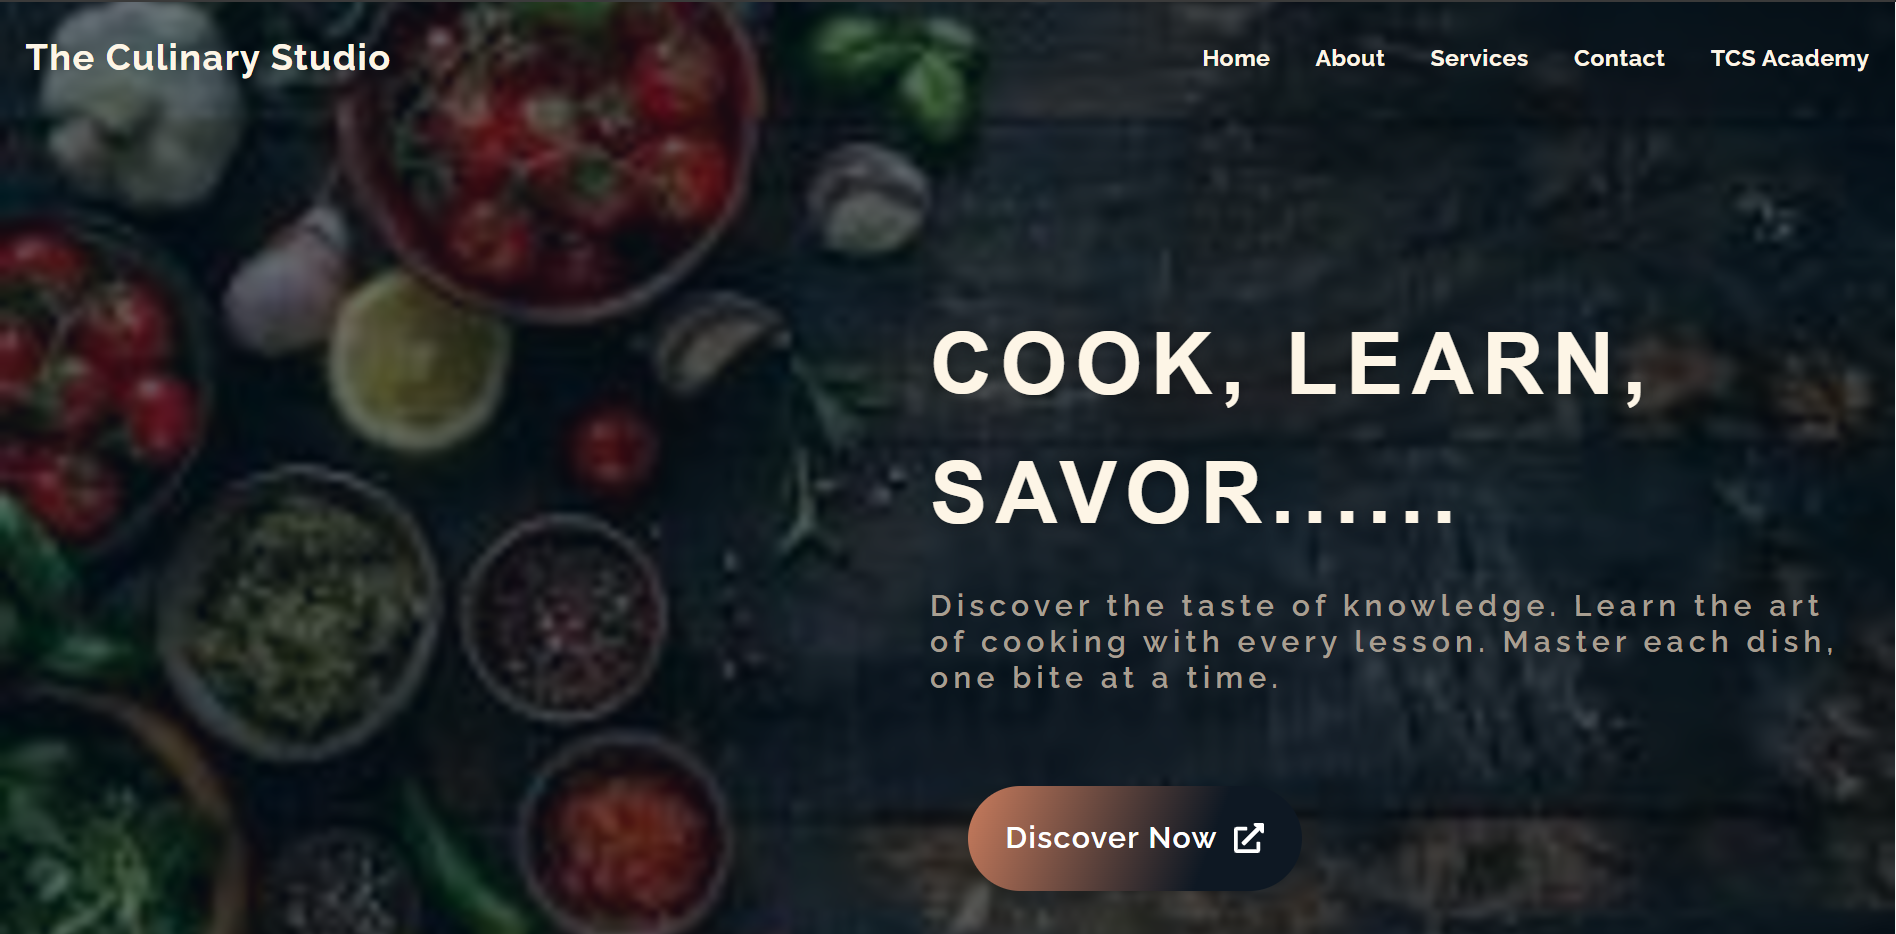 The Culinary Studio
Home About Services Contact TCS Academy
COOK, LEARN,
SAVOR......
Discover the taste of knowledge. Learn the art
of cooking with every lesson. Master each dish,
one bite at a time.
Discover Now